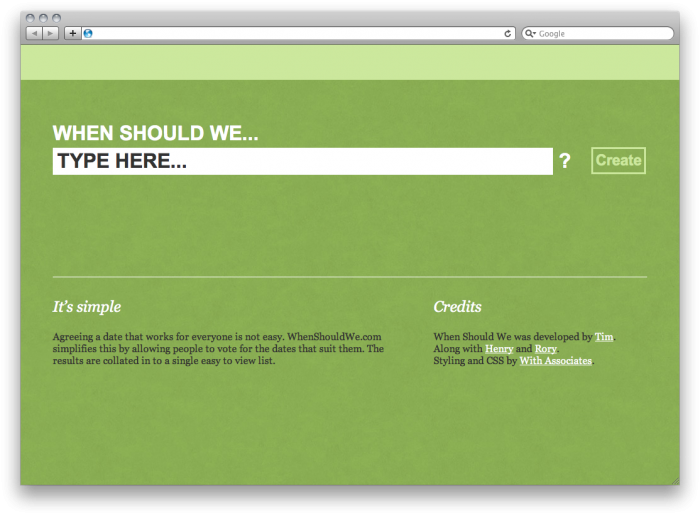 Google
WHEN SHOULD WE...
TYPE HERE...
?
Create
It's simple
Agreeing a date that works for everyone is not easy. WhenShouldWe.com
simplifies this by allowing people to vote for the dates that suit them. The
results are collated in to a single easy to view list.
Credits
When Should We was developed by Tim.
Along with Henry and Rory.
Styling and CSS by With Associates.